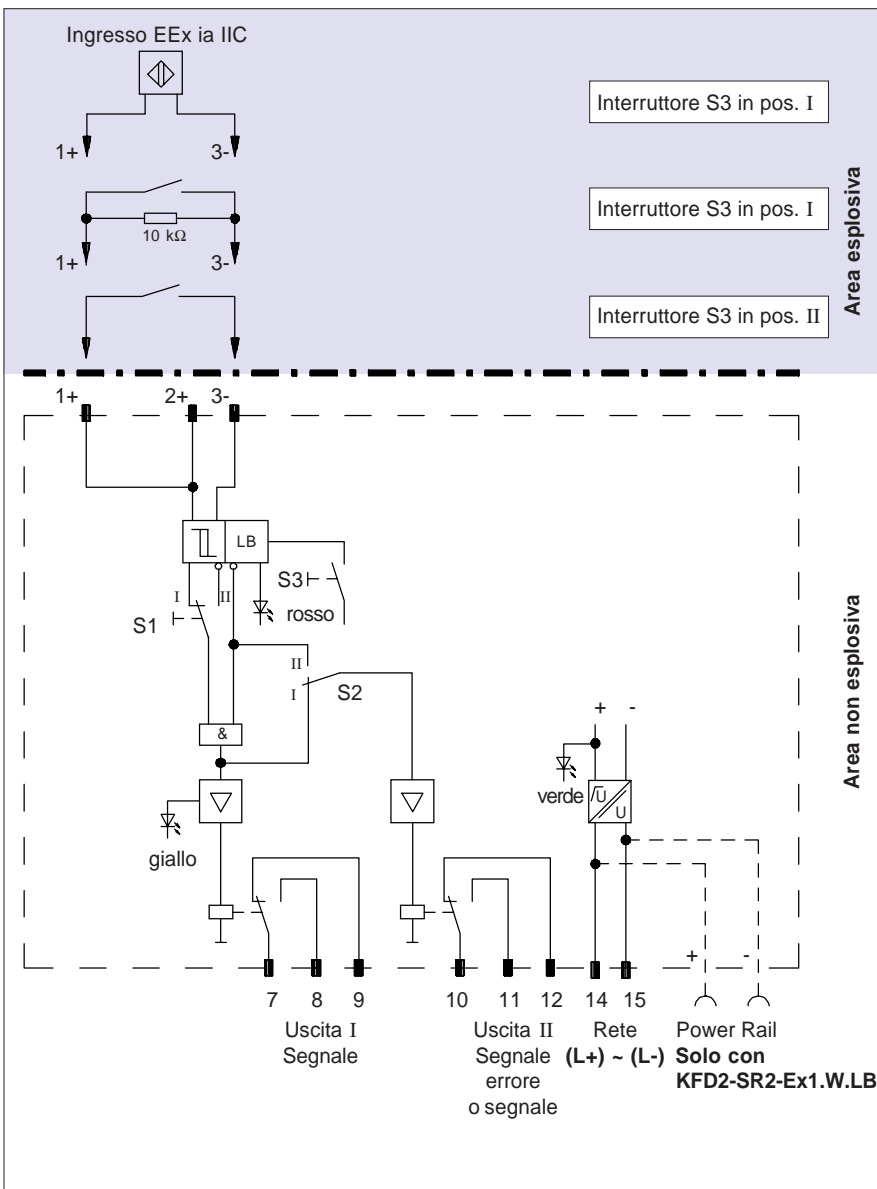 Ingresso EEx ia IIC
Interruttore S3 in pos. I
1+ 3-
Interruttore S3 in pos. I
10 kΩ
1+ 3-
Interruttore S3 in pos. II
Area esplosiva
1+ 2+ 3-
LB
S3
I II
rosso
S1
II
I S2
&
+ -
verde
U
U
giallo
Area non esplosiva
+ -
7 8 9 10 11 12 14 15
Uscita I
Segnale
Uscita II
Segnale
errore
o segnale
Rete
(L+) ~ (L-)
Power Rail
Solo con
KFD2-SR2-Ex1.W.LB